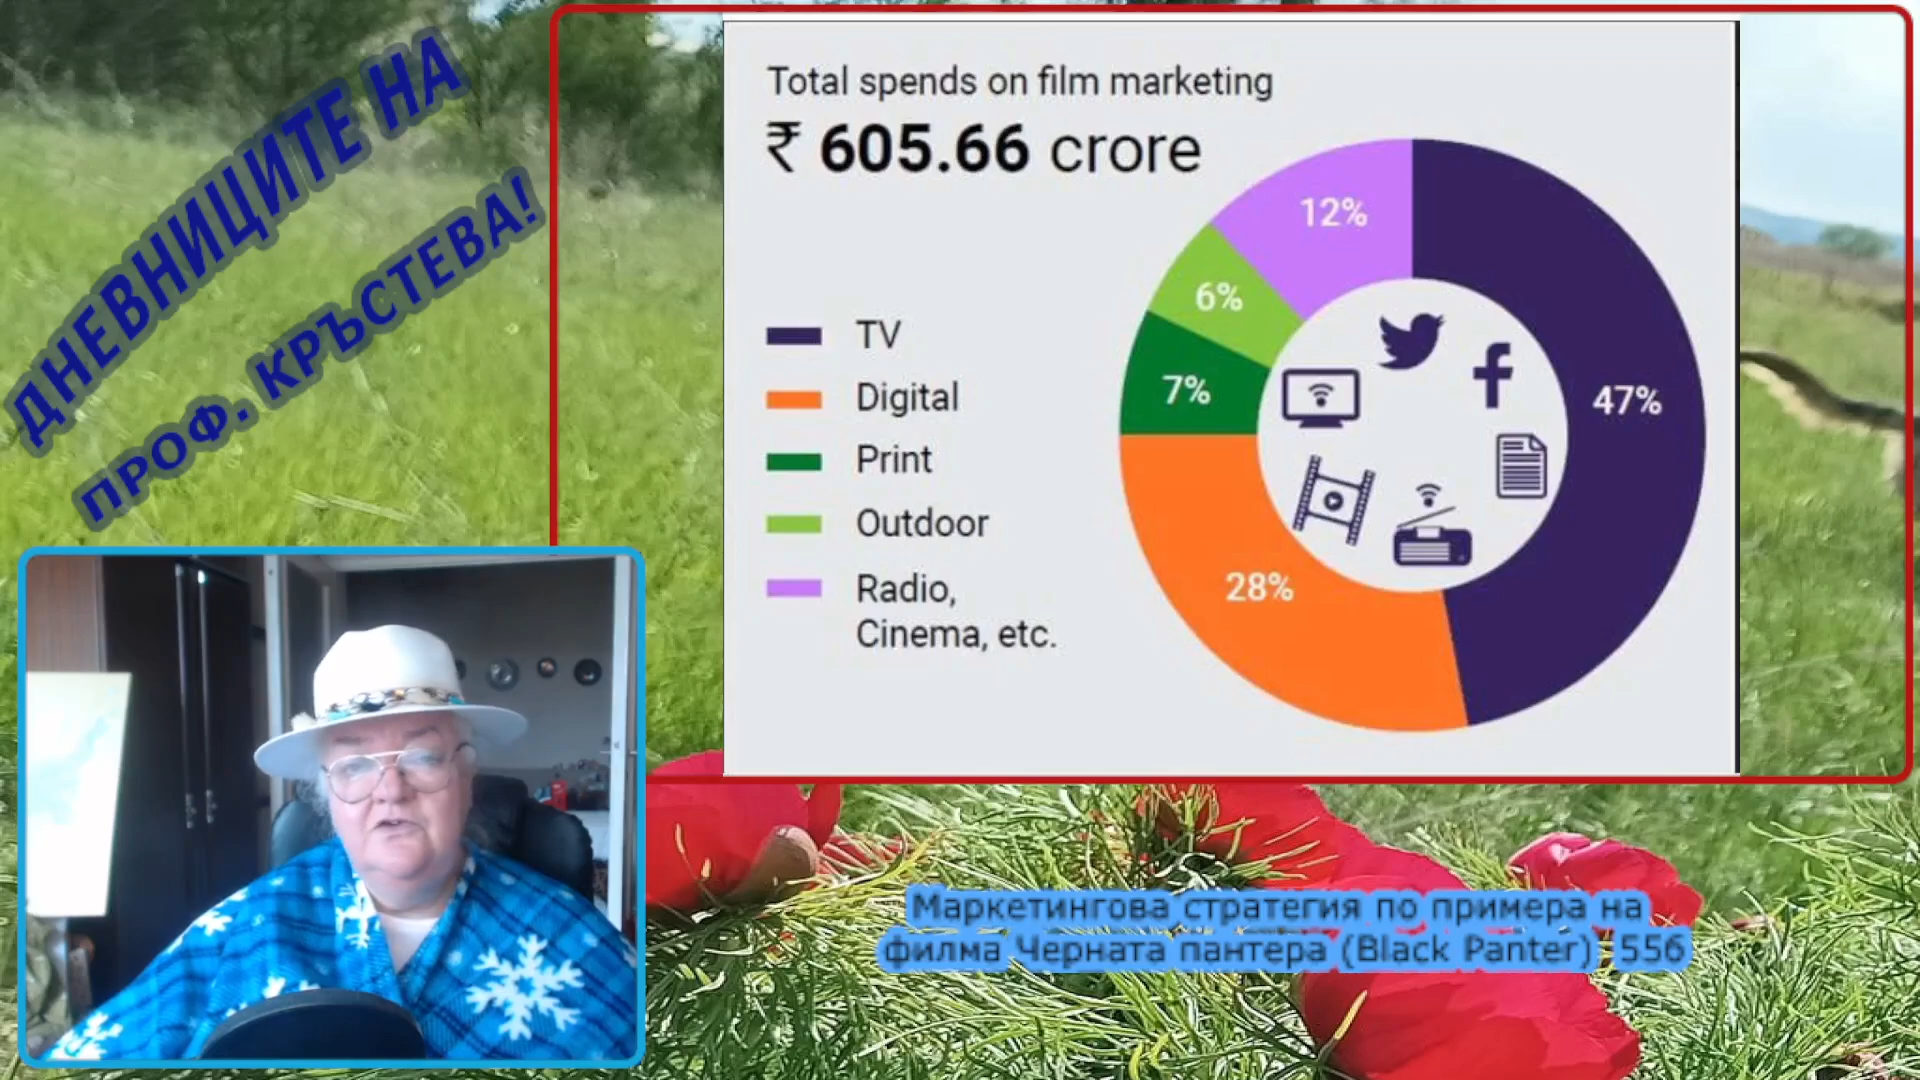 ДНЕВНИЦИТЕ НА
ПРОФ. КРЪСТЕВА!
Total spends on film marketing
₹ 605.66 crore
12%
6%
7%
47%
28%
TV
Digital
Print
Outdoor
Radio,
Cinema, etc.
Маркетингова стратегия по примера на
филма Черната пантера (Black Panter) 556